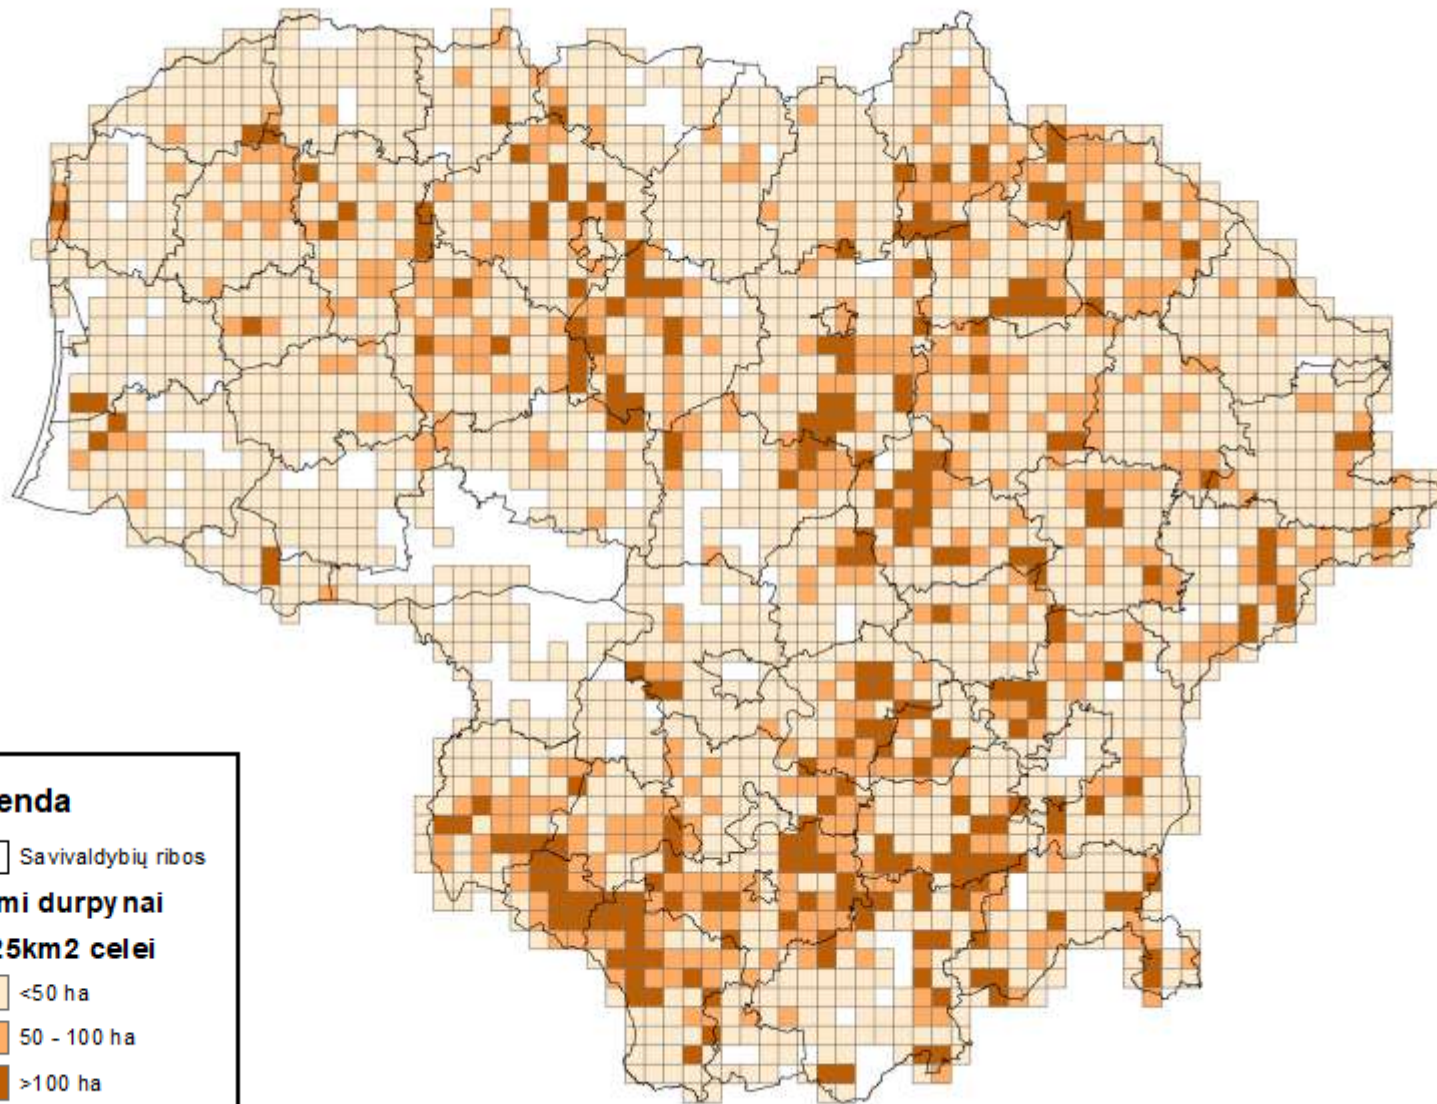 enda
Savivaldybių ribos
mi durpynai
25km2 celei
<50 ha
50 - 100 ha
>100 ha